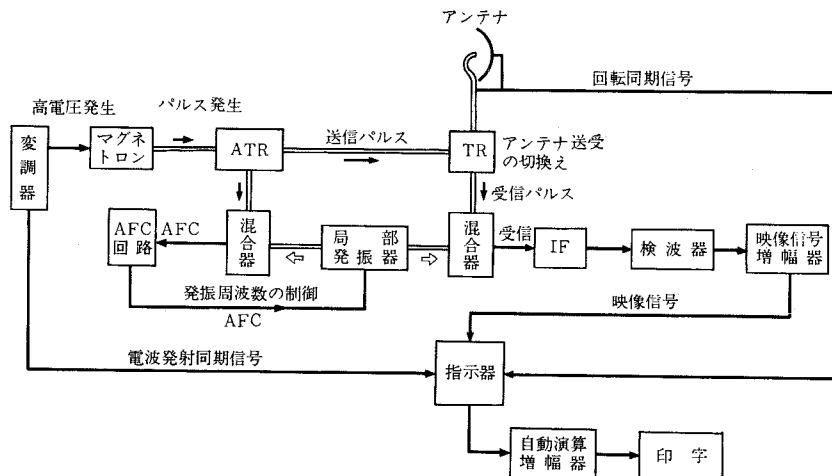 アンテナ
回転同期信号
高電圧発生
パルス発生
変調器
マグネ
トロン
ATR
送信パルス
TR
アンテナ送受
の切換え
受信パルス
AFC
回路
AFC
混合器
局部
発振器
混合器
受信
IF
検波器
映像信号
増幅器
発振周波数の制御
AFC
映像信号
電波発射同期信号
指示器
自動演算
増幅器
印字